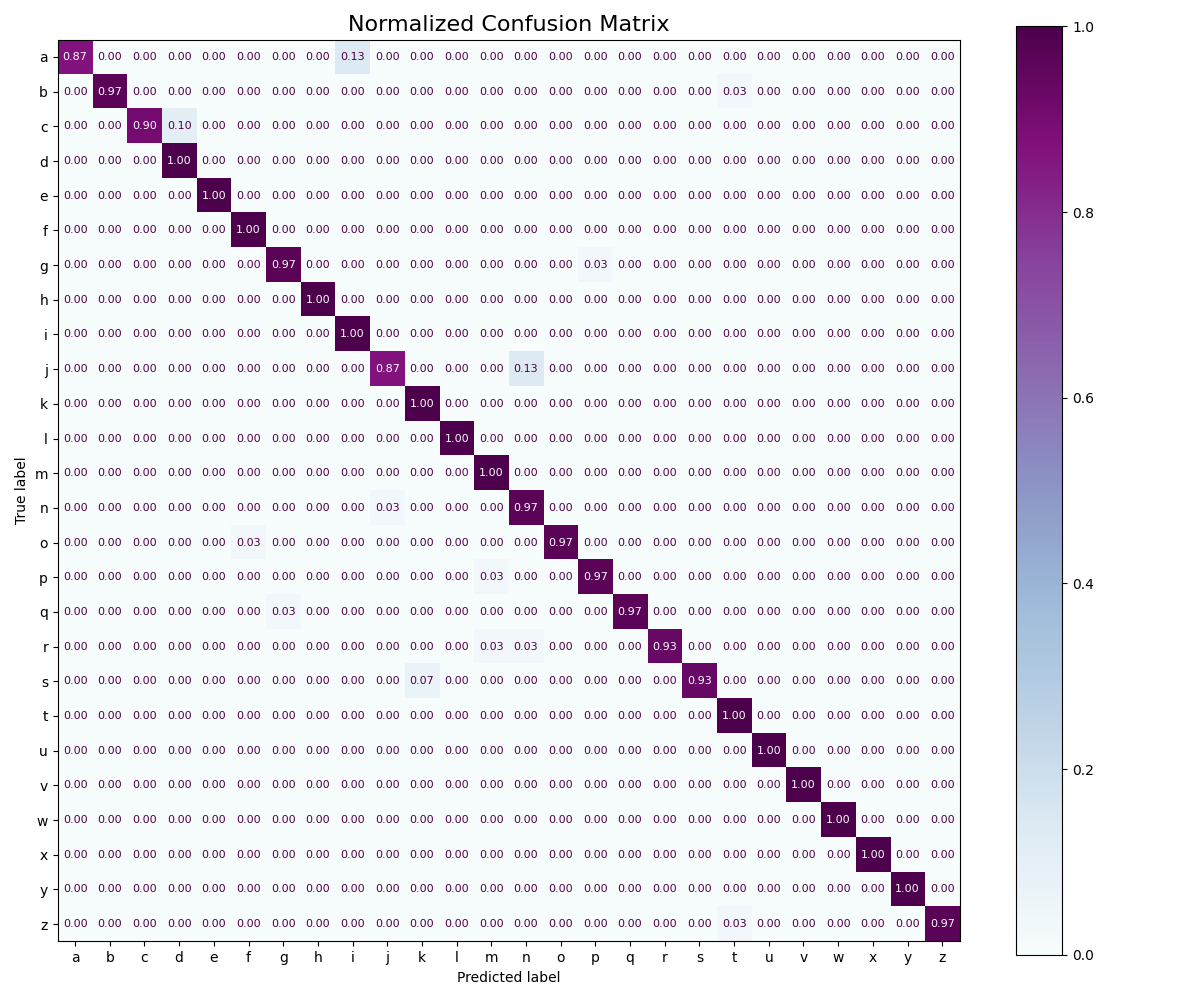 Normalized Confusion Matrix
1.0
a 0.87 0.00 0.00 0.00 0.00 0.00 0.00 0.00 0.13 0.00 0.00 0.00 0.00 0.00 0.00 0.00 0.00 0.00 0.00 0.00 0.00 0.00 0.00 0.00 0.00 0.00
b 0.00 0.97 0.00 0.00 0.00 0.00 0.00 0.00 0.00 0.00 0.00 0.00 0.00 0.00 0.00 0.00 0.00 0.00 0.00 0.03 0.00 0.00 0.00 0.00 0.00 0.00
c 0.00 0.00 0.90 0.10 0.00 0.00 0.00 0.00 0.00 0.00 0.00 0.00 0.00 0.00 0.00 0.00 0.00 0.00 0.00 0.00 0.00 0.00 0.00 0.00 0.00 0.00
d 0.00 0.00 0.00 1.00 0.00 0.00 0.00 0.00 0.00 0.00 0.00 0.00 0.00 0.00 0.00 0.00 0.00 0.00 0.00 0.00 0.00 0.00 0.00 0.00 0.00 0.00
e 0.00 0.00 0.00 0.00 1.00 0.00 0.00 0.00 0.00 0.00 0.00 0.00 0.00 0.00 0.00 0.00 0.00 0.00 0.00 0.00 0.00 0.00 0.00 0.00 0.00 0.00
0.8
f 0.00 0.00 0.00 0.00 0.00 1.00 0.00 0.00 0.00 0.00 0.00 0.00 0.00 0.00 0.00 0.00 0.00 0.00 0.00 0.00 0.00 0.00 0.00 0.00 0.00 0.00
g 0.00 0.00 0.00 0.00 0.00 0.00 0.97 0.00 0.00 0.00 0.00 0.00 0.00 0.00 0.00 0.03 0.00 0.00 0.00 0.00 0.00 0.00 0.00 0.00 0.00 0.00
h 0.00 0.00 0.00 0.00 0.00 0.00 0.00 1.00 0.00 0.00 0.00 0.00 0.00 0.00 0.00 0.00 0.00 0.00 0.00 0.00 0.00 0.00 0.00 0.00 0.00 0.00
i 0.00 0.00 0.00 0.00 0.00 0.00 0.00 0.00 1.00 0.00 0.00 0.00 0.00 0.00 0.00 0.00 0.00 0.00 0.00 0.00 0.00 0.00 0.00 0.00 0.00 0.00
j 0.00 0.00 0.00 0.00 0.00 0.00 0.00 0.00 0.00 0.87 0.00 0.00 0.00 0.13 0.00 0.00 0.00 0.00 0.00 0.00 0.00 0.00 0.00 0.00 0.00 0.00
0.6
k 0.00 0.00 0.00 0.00 0.00 0.00 0.00 0.00 0.00 0.00 1.00 0.00 0.00 0.00 0.00 0.00 0.00 0.00 0.00 0.00 0.00 0.00 0.00 0.00 0.00 0.00
l 0.00 0.00 0.00 0.00 0.00 0.00 0.00 0.00 0.00 0.00 0.00 1.00 0.00 0.00 0.00 0.00 0.00 0.00 0.00 0.00 0.00 0.00 0.00 0.00 0.00 0.00
m 0.00 0.00 0.00 0.00 0.00 0.00 0.00 0.00 0.00 0.00 0.00 0.00 1.00 0.00 0.00 0.00 0.00 0.00 0.00 0.00 0.00 0.00 0.00 0.00 0.00 0.00
True label
n 0.00 0.00 0.00 0.00 0.00 0.00 0.00 0.00 0.00 0.03 0.00 0.00 0.00 0.97 0.00 0.00 0.00 0.00 0.00 0.00 0.00 0.00 0.00 0.00 0.00 0.00
o 0.00 0.00 0.00 0.00 0.00 0.03 0.00 0.00 0.00 0.00 0.00 0.00 0.00 0.00 0.97 0.00 0.00 0.00 0.00 0.00 0.00 0.00 0.00 0.00 0.00 0.00
p 0.00 0.00 0.00 0.00 0.00 0.00 0.00 0.00 0.00 0.00 0.00 0.00 0.03 0.00 0.00 0.97 0.00 0.00 0.00 0.00 0.00 0.00 0.00 0.00 0.00 0.00
0.4
q 0.00 0.00 0.00 0.00 0.00 0.00 0.03 0.00 0.00 0.00 0.00 0.00 0.00 0.00 0.00 0.00 0.97 0.00 0.00 0.00 0.00 0.00 0.00 0.00 0.00 0.00
r 0.00 0.00 0.00 0.00 0.00 0.00 0.00 0.00 0.00 0.00 0.00 0.00 0.03 0.03 0.00 0.00 0.00 0.93 0.00 0.00 0.00 0.00 0.00 0.00 0.00 0.00
s 0.00 0.00 0.00 0.00 0.00 0.00 0.00 0.00 0.00 0.00 0.07 0.00 0.00 0.00 0.00 0.00 0.00 0.00 0.93 0.00 0.00 0.00 0.00 0.00 0.00 0.00
t 0.00 0.00 0.00 0.00 0.00 0.00 0.00 0.00 0.00 0.00 0.00 0.00 0.00 0.00 0.00 0.00 0.00 0.00 0.00 1.00 0.00 0.00 0.00 0.00 0.00 0.00
u 0.00 0.00 0.00 0.00 0.00 0.00 0.00 0.00 0.00 0.00 0.00 0.00 0.00 0.00 0.00 0.00 0.00 0.00 0.00 0.00 1.00 0.00 0.00 0.00 0.00 0.00
0.2
v 0.00 0.00 0.00 0.00 0.00 0.00 0.00 0.00 0.00 0.00 0.00 0.00 0.00 0.00 0.00 0.00 0.00 0.00 0.00 0.00 0.00 1.00 0.00 0.00 0.00 0.00
w 0.00 0.00 0.00 0.00 0.00 0.00 0.00 0.00 0.00 0.00 0.00 0.00 0.00 0.00 0.00 0.00 0.00 0.00 0.00 0.00 0.00 0.00 1.00 0.00 0.00 0.00
x 0.00 0.00 0.00 0.00 0.00 0.00 0.00 0.00 0.00 0.00 0.00 0.00 0.00 0.00 0.00 0.00 0.00 0.00 0.00 0.00 0.00 0.00 0.00 1.00 0.00 0.00
y 0.00 0.00 0.00 0.00 0.00 0.00 0.00 0.00 0.00 0.00 0.00 0.00 0.00 0.00 0.00 0.00 0.00 0.00 0.00 0.00 0.00 0.00 0.00 0.00 1.00 0.00
z 0.00 0.00 0.00 0.00 0.00 0.00 0.00 0.00 0.00 0.00 0.00 0.00 0.00 0.00 0.00 0.00 0.00 0.00 0.00 0.03 0.00 0.00 0.00 0.00 0.00 0.97
0.0
a b c d e f g h i j k l m n o p q r s t u v w x y z
Predicted label